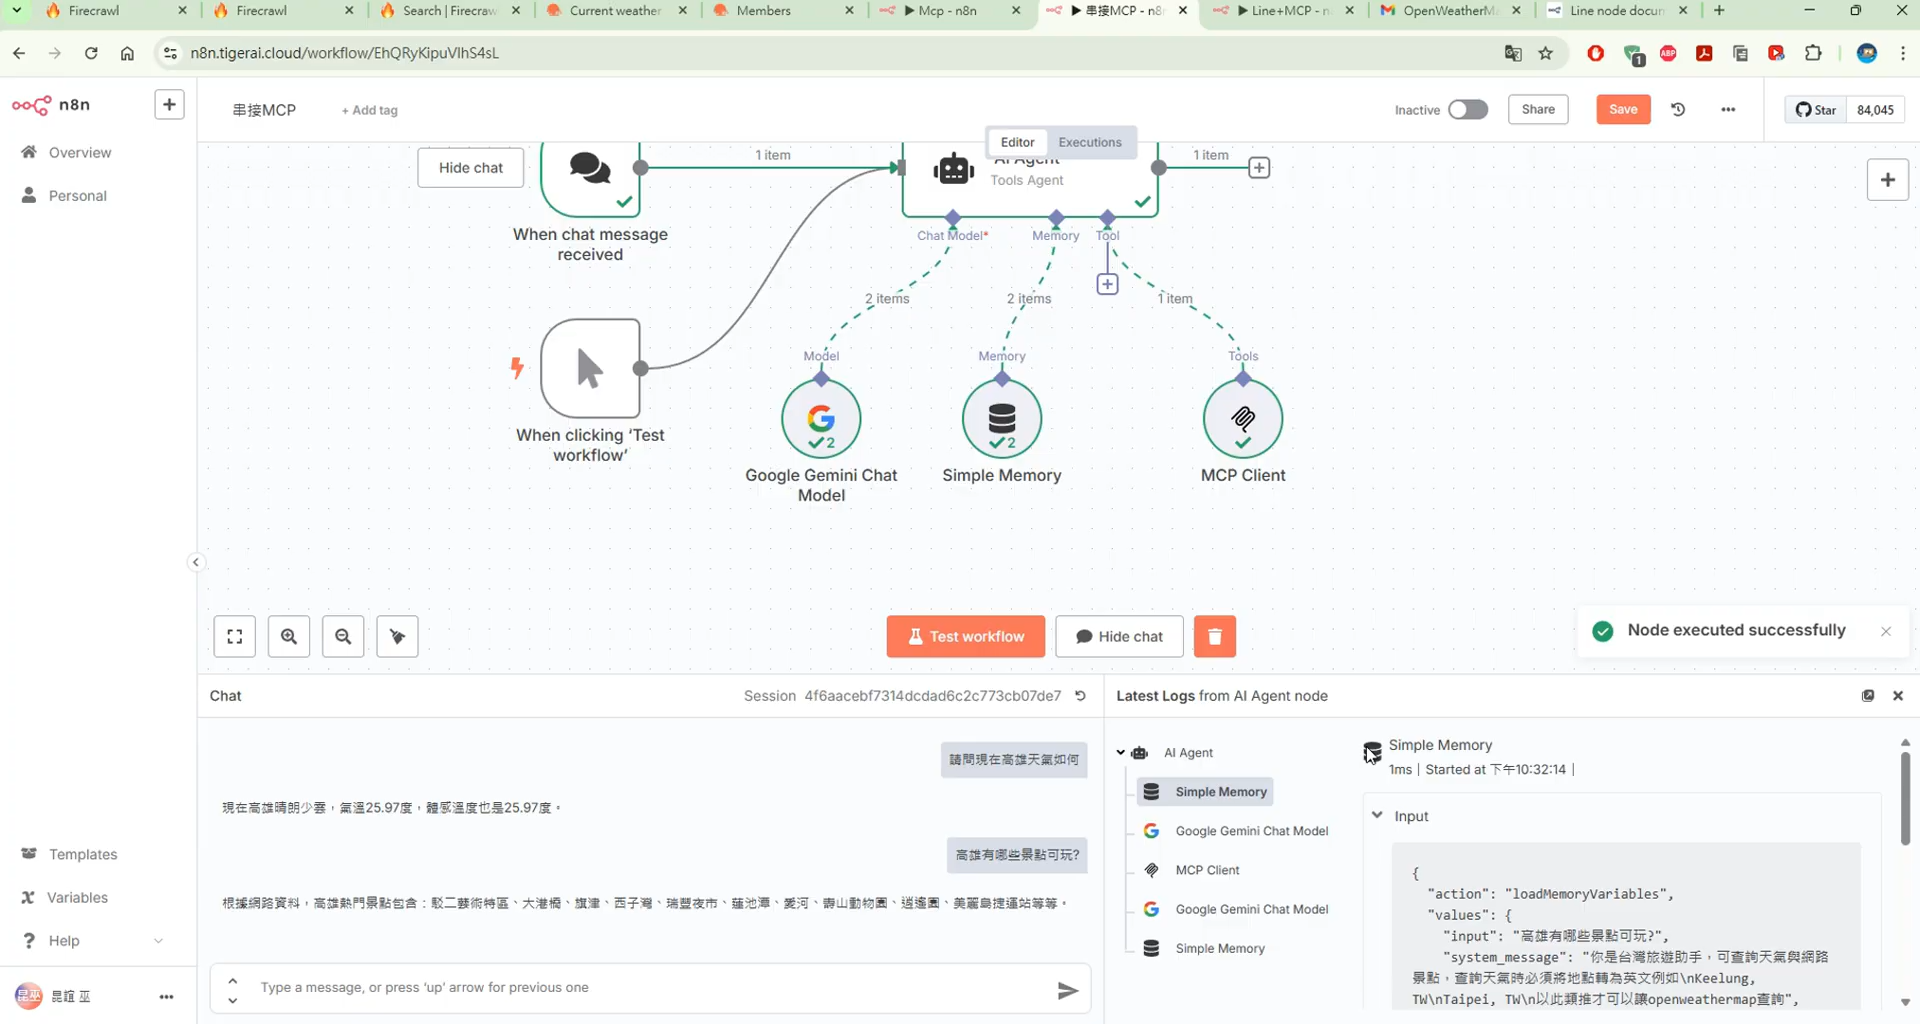 Firecrawl
Firecrawl
Search | Firecraw
Current weather
Members
▶ Mcp - n8n
▶ 串接MCP - n8n
▶ Line+MCP - n
OpenWeatherMa
Line node docum
n8n.tigerai.cloud/workflow/EhQRyKipuVIhS4sL
n8n
串接MCP
+ Add tag
Inactive
Share
Save
Star
84,045
Overview
Personal
Editor
Executions
Hide chat
1 item
AI Agent
Tools Agent
1 item
When chat message
received
Chat Model*
Memory
Tool
2 items
2 items
1 item
Model
Memory
Tools
When clicking ‘Test
workflow’
2
2
Google Gemini Chat
Model
Simple Memory
MCP Client
Test workflow
Hide chat
Node executed successfully
Chat
Session 4f6aacebf7314dcdad6c2c773cb07de7
Latest Logs from AI Agent node
請問現在高雄天氣如何
現在高雄晴朗少雲，氣溫25.97度，體感溫度也是25.97度。
高雄有哪些景點可玩?
根據網路資料，高雄熱門景點包含：駁二藝術特區、大港橋、旗津、西子灣、瑞豐夜市、蓮池潭、愛河、壽山動物園、逍遙園、美麗島捷運站等等。
Type a message, or press ‘up’ arrow for previous one
AI Agent
Simple Memory
Google Gemini Chat Model
MCP Client
Google Gemini Chat Model
Simple Memory
Simple Memory
1ms | Started at 下午10:32:14 |
Input
{
"action": "loadMemoryVariables",
"values": {
"input": "高雄有哪些景點可玩?",
"system_message": "你是台灣旅遊助手，可查詢天氣與網路
景點，查詢天氣時必須將地點轉為英文例如\nKeelung,
TW\nTaipei, TW\n以此類推才可以讓openweathermap查詢",
Templates
Variables
Help
昆誼 巫